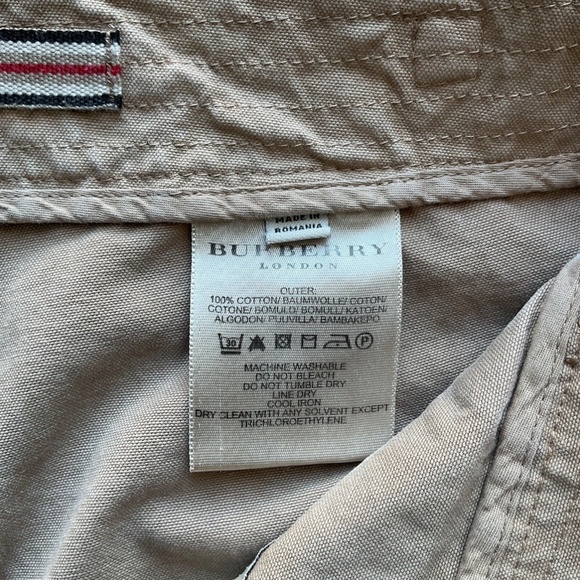 MADE IN
ROMANIA
BURBERRY
LONDON
OUTER:
100% COTTON/ BAUMWOLLE/ COTON/
COTONE/ BOMULD/ BOMULL/ KATOEN/
ALGODON/ PUUVILLA/ BAMBAKEPO
30 P
MACHINE WASHABLE
DO NOT BLEACH
DO NOT TUMBLE DRY
LINE DRY
COOL IRON
DRY CLEAN WITH ANY SOLVENT EXCEPT
TRICHLOROETHYLENE